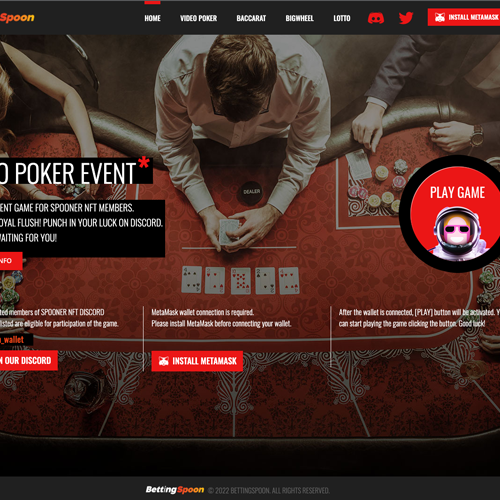 Spoon
HOME
VIDEO POKER
BACCARAT
BIGWHEEL
LOTTO
INSTALL METAMASK
O POKER EVENT*
ENT GAME FOR SPOONER NFT MEMBERS.
OYAL FLUSH! PUNCH IN YOUR LUCK ON DISCORD.
WAITING FOR YOU!
NFO
PLAY GAME
DEALER
ted members of SPOONER NFT DISCORD
listed are eligible for participation of the game.
_wallet
N OUR DISCORD
MetaMask wallet connection is required.
Please install MetaMask before connecting your wallet.
INSTALL METAMASK
After the wallet is connected, [PLAY] button will be activated. Y
can start playing the game clicking the button. Good luck!
BettingSpoon © 2022 BETTINGSPOON. ALL RIGHTS RESERVED.